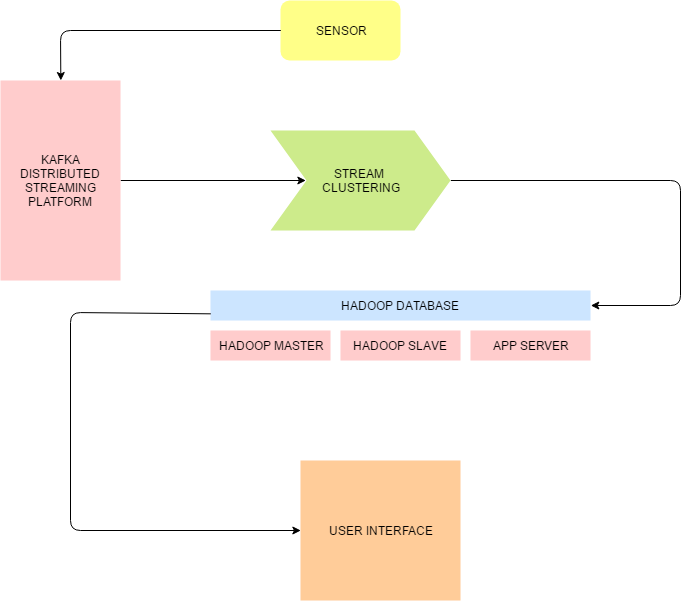 SENSOR
KAFKA
DISTRIBUTED
STREAMING
PLATFORM
STREAM
CLUSTERING
HADOOP DATABASE
HADOOP MASTER
HADOOP SLAVE
APP SERVER
USER INTERFACE